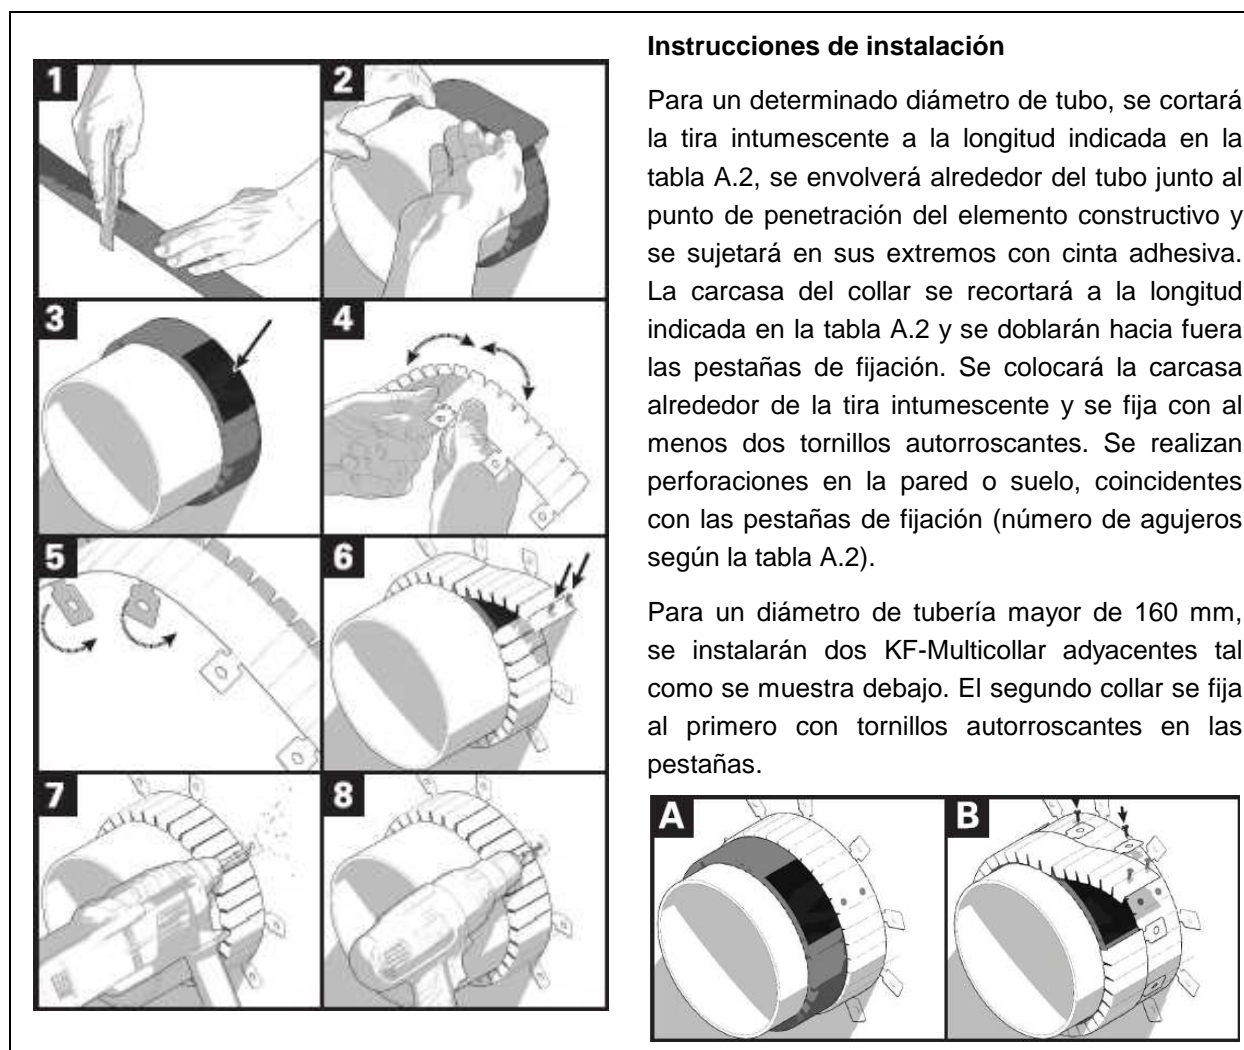 1
2
3
4
5
6
7
8
Instrucciones de instalación
Para un determinado diámetro de tubo, se cortará
la tira intumescente a la longitud indicada en la
tabla A.2, se envolverá alrededor del tubo junto al
punto de penetración del elemento constructivo y
se sujetará en sus extremos con cinta adhesiva.
La carcasa del collar se recortará a la longitud
indicada en la tabla A.2 y se doblarán hacia fuera
las pestañas de fijación. Se colocará la carcasa
alrededor de la tira intumescente y se fija con al
menos dos tornillos autorroscantes. Se realizan
perforaciones en la pared o suelo, coincidentes
con las pestañas de fijación (número de agujeros
según la tabla A.2).
Para un diámetro de tubería mayor de 160 mm,
se instalarán dos KF-Multicollar adyacentes tal
como se muestra debajo. El segundo collar se fija
al primero con tornillos autorroscantes en las
pestañas.
A
B